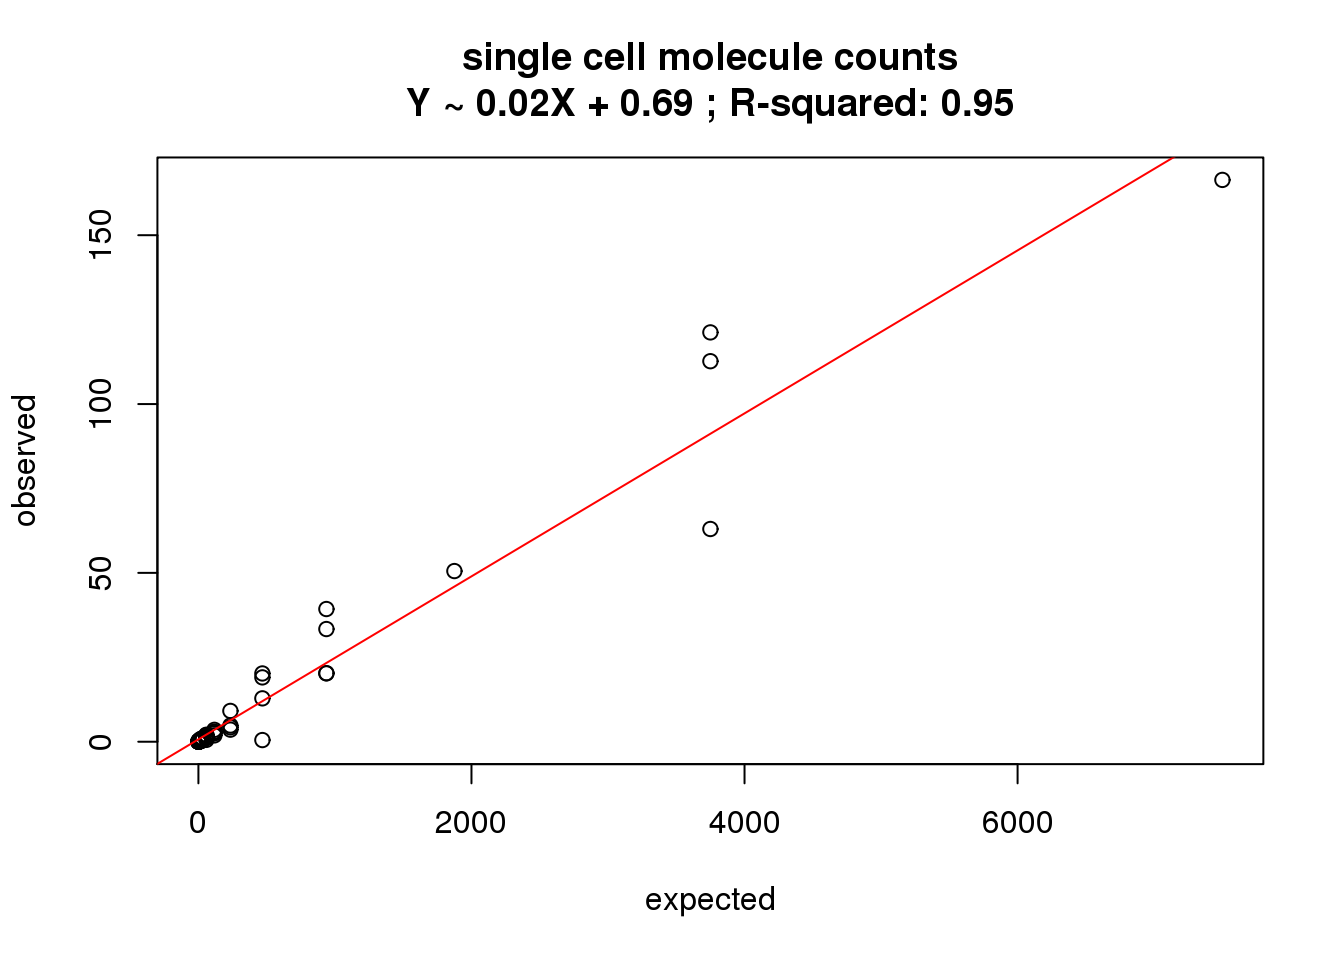 single cell molecule counts
Y ~ 0.02X + 0.69 ; R-squared: 0.95
150
100
50
0
observed
0 2000 4000 6000
expected